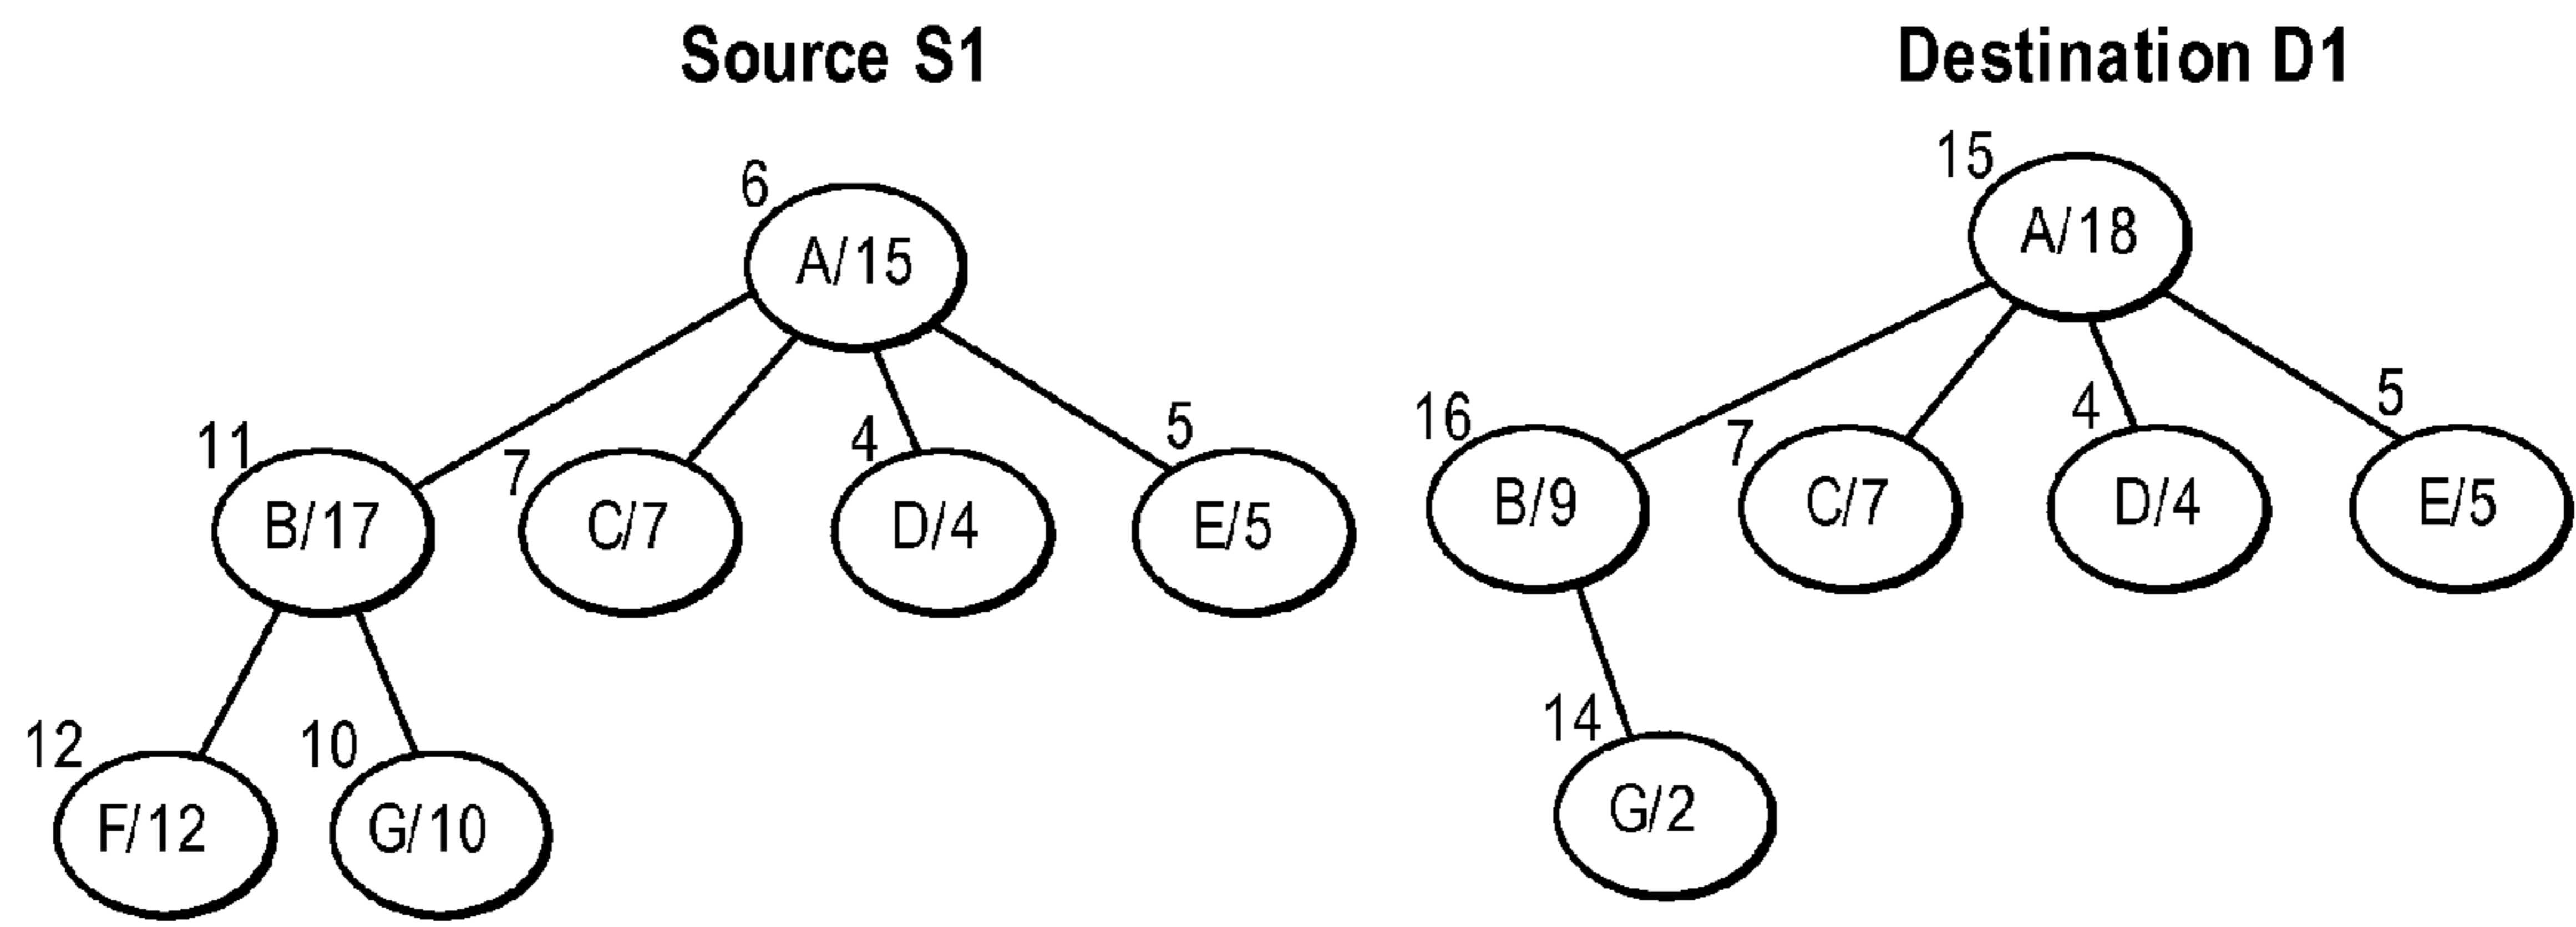 Source S1
6
A/15
11
B/17
7
C/7
4
D/4
5
E/5
12
F/12
10
G/10
Destination D1
15
A/18
16
B/9
7
C/7
4
D/4
5
E/5
14
G/2